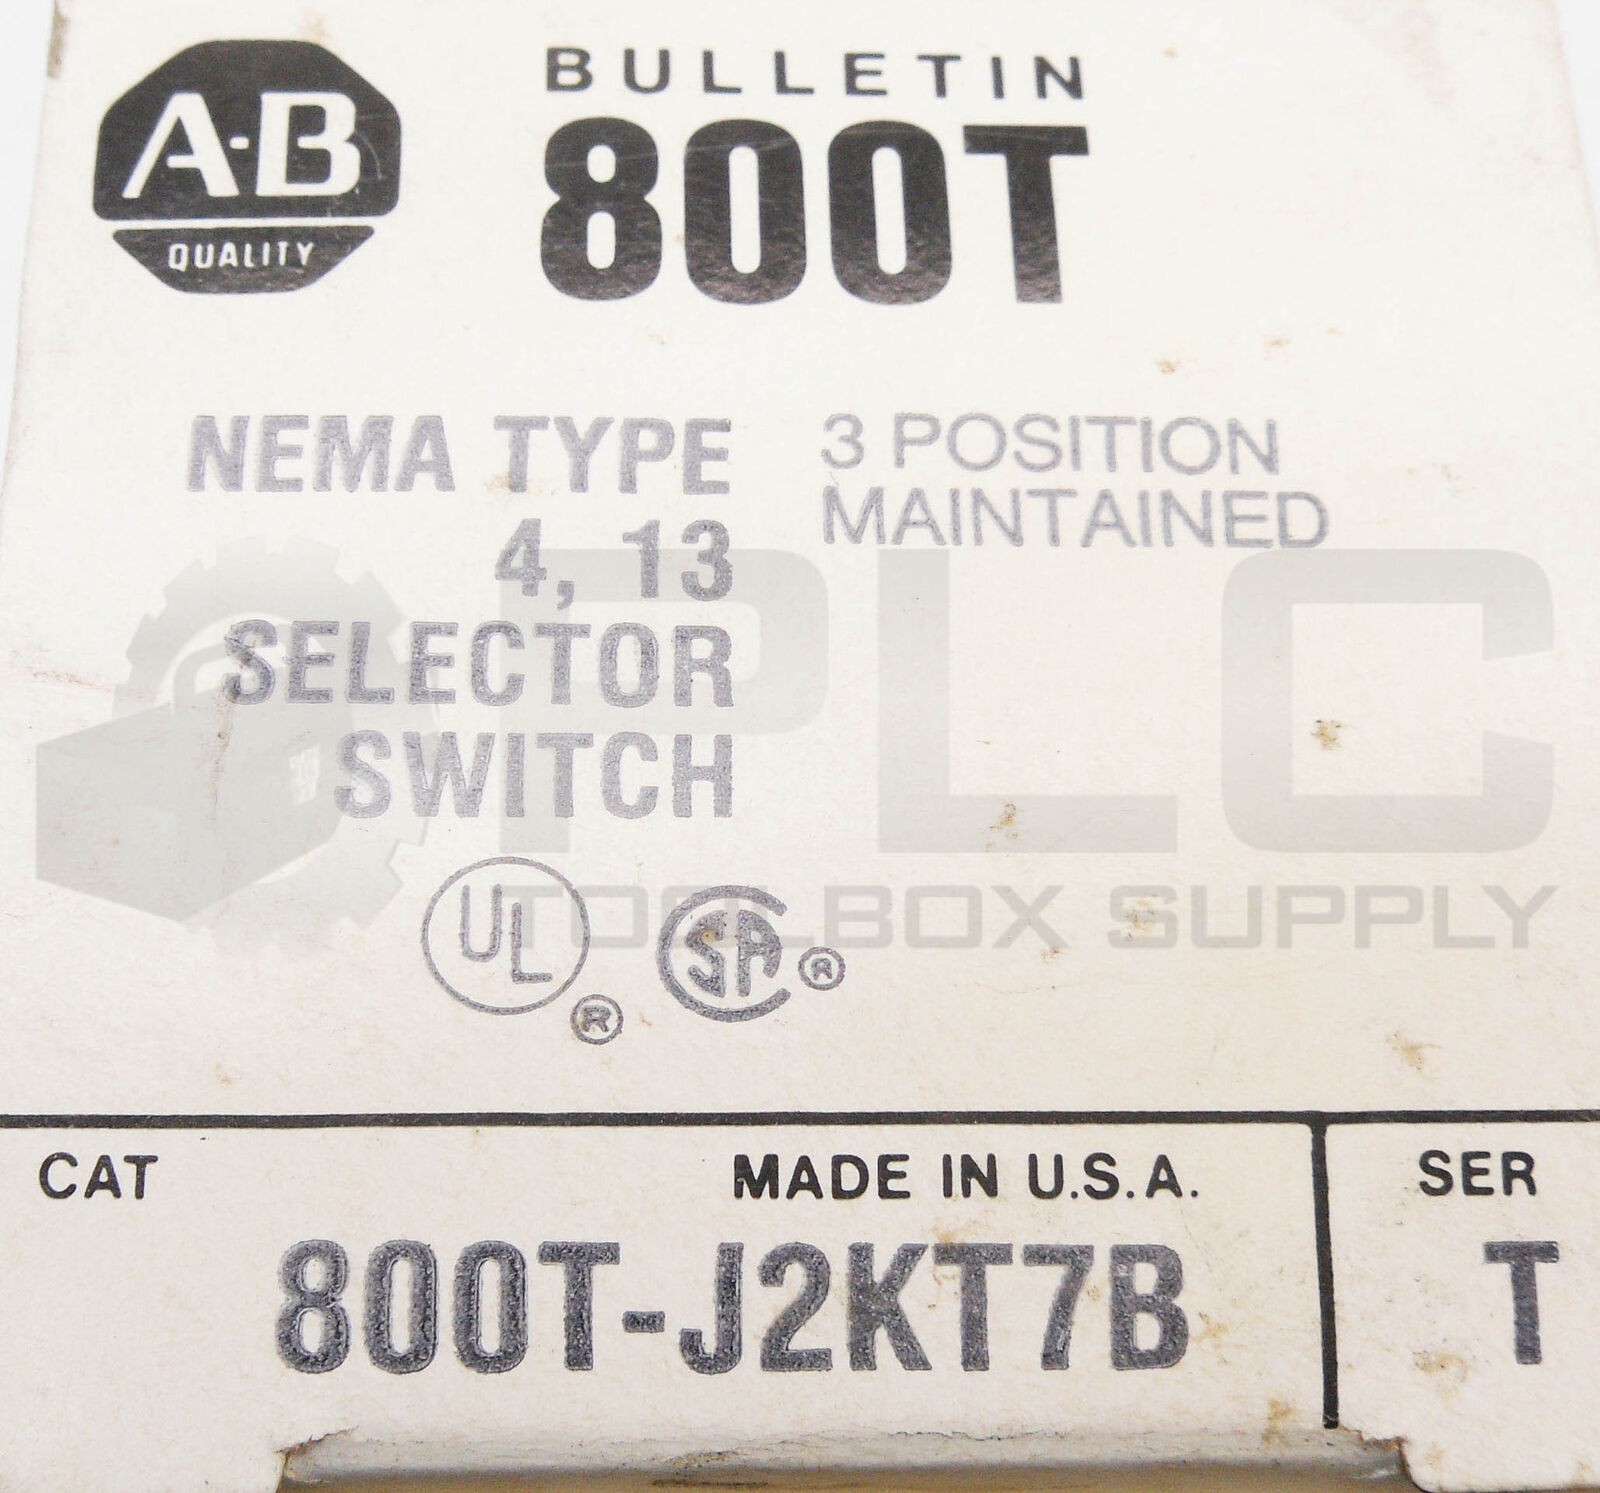 A-B
QUALITY
BULLETIN
800T
NEMA TYPE
4, 13
SELECTOR
SWITCH
3 POSITION
MAINTAINED
PLC
TOOLBOX SUPPLY
UL ®
SA ®
CAT
MADE IN U.S.A.
SER
800T-J2KT7B
T